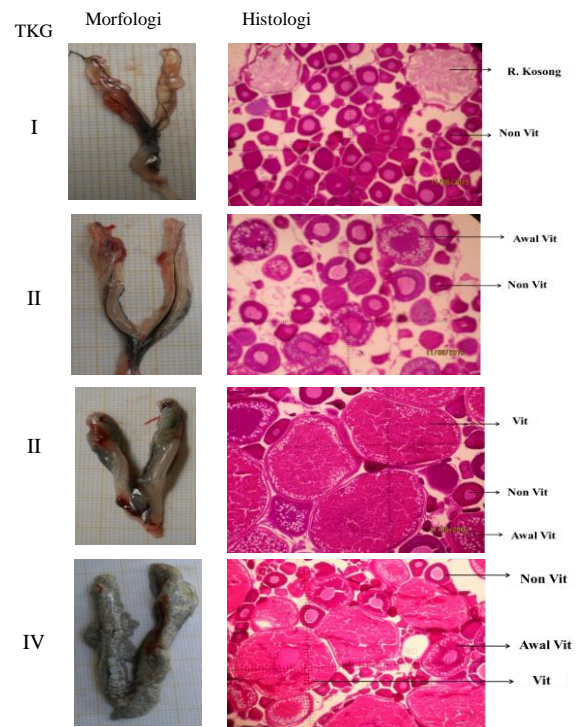 Morfologi Histologi
TKG
I
R. Kosong
Non Vit
II
Awal Vit
Non Vit
II
Vit
Non Vit
Awal Vit
IV
Non Vit
Awal Vit
Vit